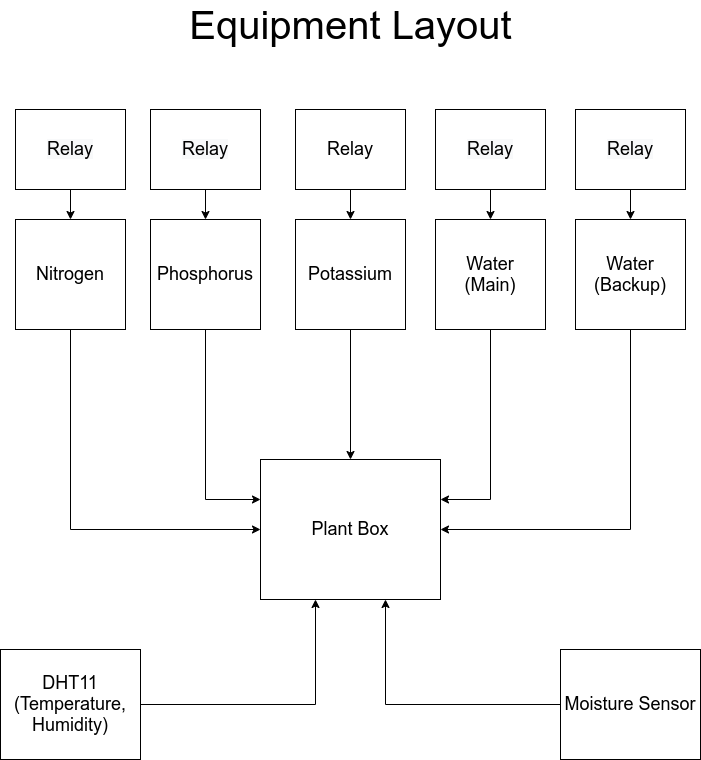 Equipment Layout
Relay
Relay
Relay
Relay
Relay
Nitrogen
Phosphorus
Potassium
Water
(Main)
Water
(Backup)
Plant Box
DHT11
(Temperature,
Humidity)
Moisture Sensor